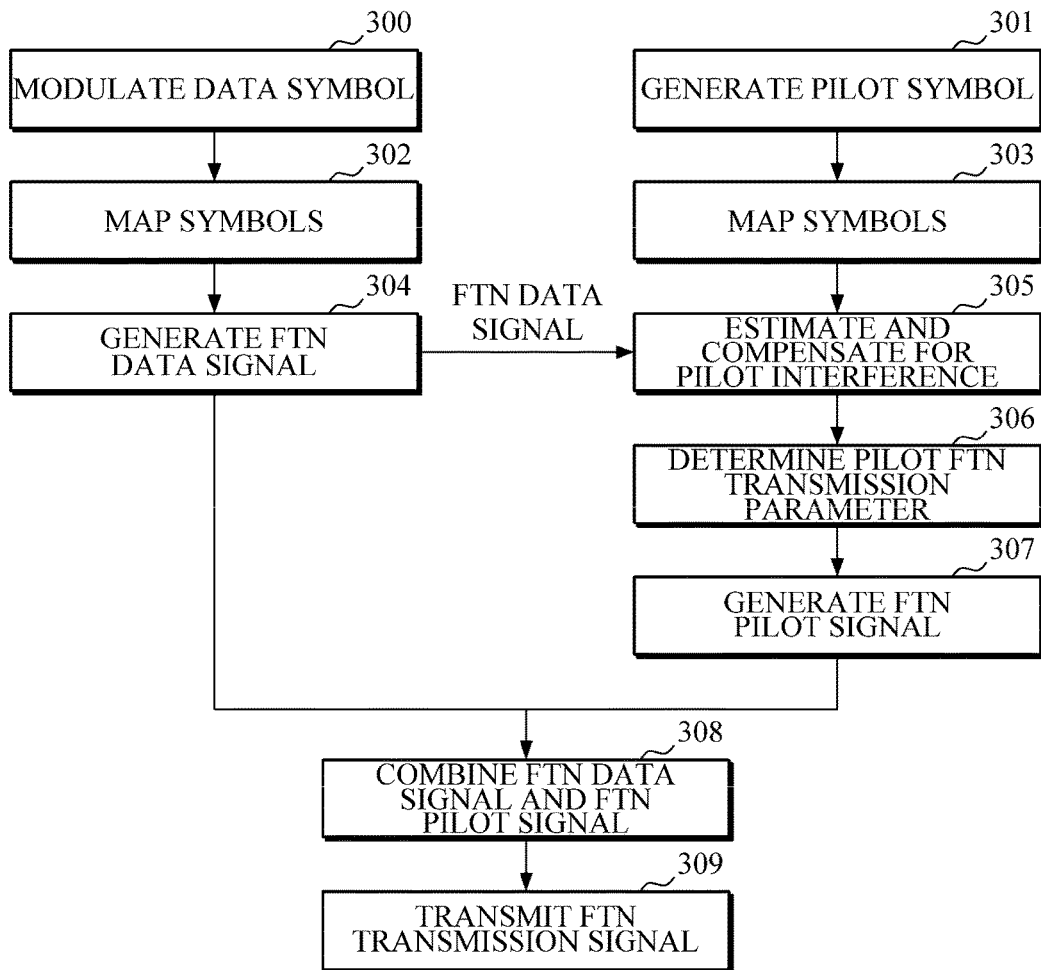 300
MODULATE DATA SYMBOL
301
GENERATE PILOT SYMBOL
302
MAP SYMBOLS
303
MAP SYMBOLS
304
GENERATE FTN
DATA SIGNAL
FTN DATA
SIGNAL
305
ESTIMATE AND
COMPENSATE FOR
PILOT INTERFERENCE
306
DETERMINE PILOT FTN
TRANSMISSION
PARAMETER
307
GENERATE FTN
PILOT SIGNAL
308
COMBINE FTN DATA
SIGNAL AND FTN
PILOT SIGNAL
309
TRANSMIT FTN
TRANSMISSION SIGNAL